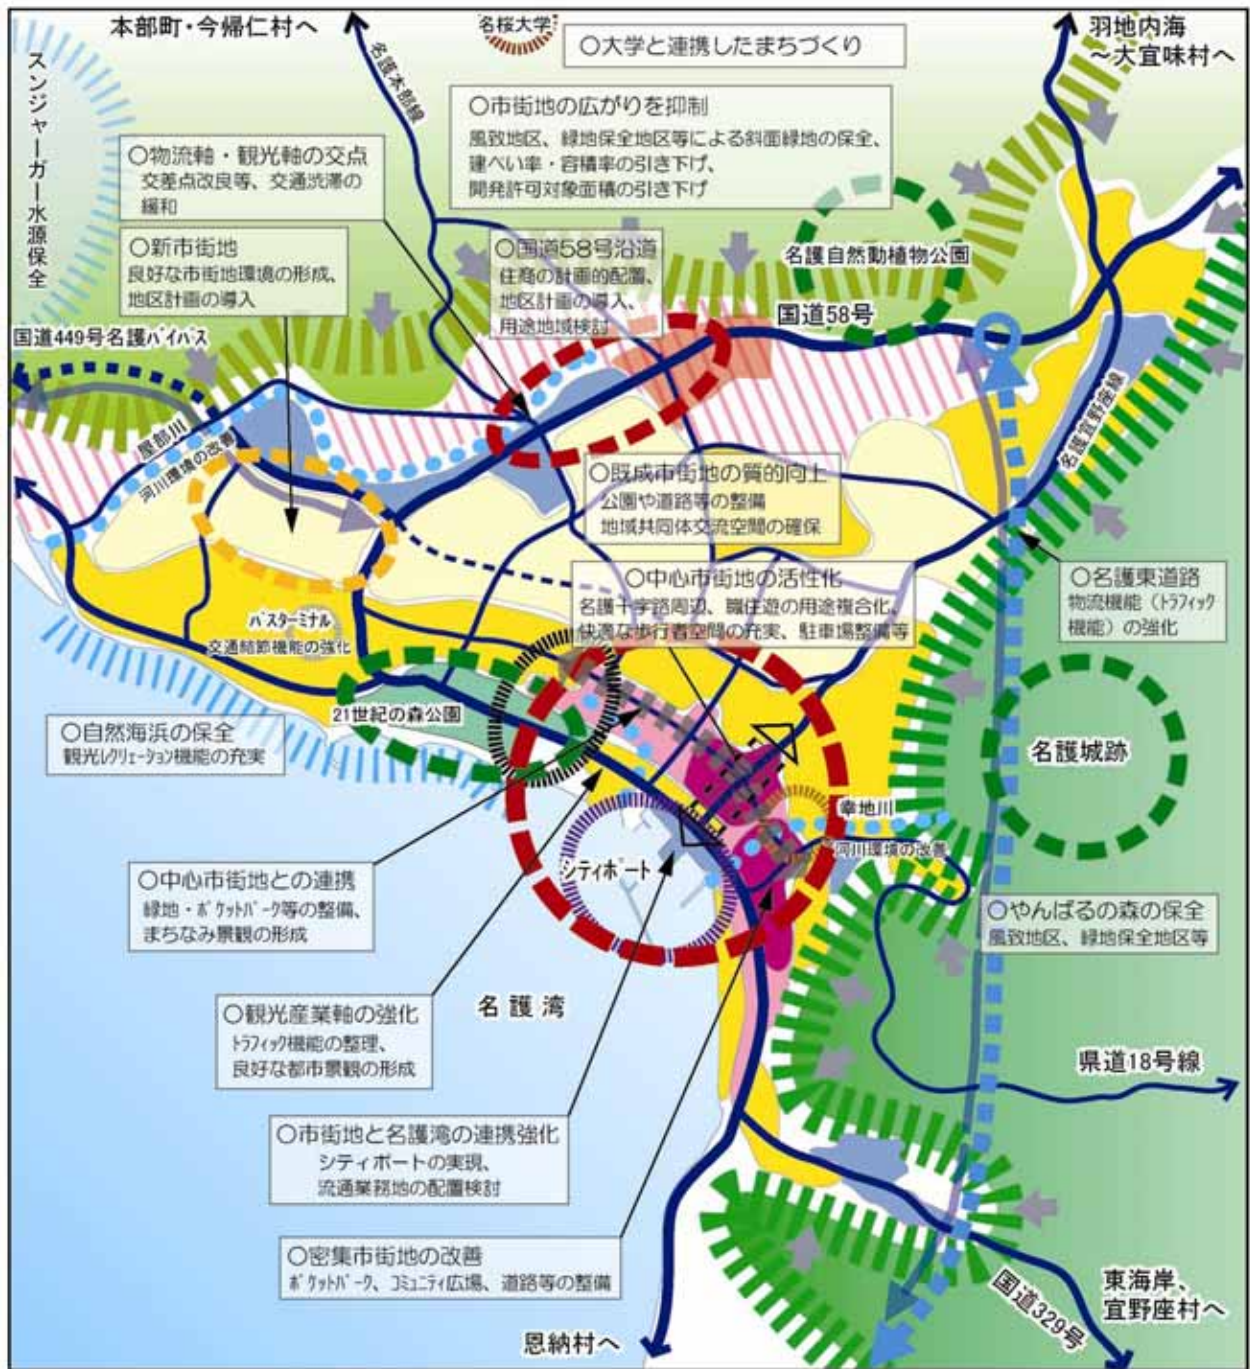 本部町・今帰仁村へ
名桜大学
○大学と連携したまちづくり
羽地内海
～大宜味村へ
スンジャーガー水源保全
名護本部線
○市街地の広がりを抑制
風致地区、緑地保全地区等による斜面緑地の保全、
建ぺい率・容積率の引き下げ、
開発許可対象面積の引き下げ
○物流軸・観光軸の交点
交差点改良等、交通渋滞の
緩和
○新市街地
良好な市街地環境の形成、
地区計画の導入
○国道58号沿道
住商の計画的配置、
地区計画の導入、
用途地域検討
名護自然動植物公園
国道58号
国道449号名護バイパス
屋部川
河川環境の改善
名護宜野座線
○既成市街地の質的向上
公園や道路等の整備
地域共同体交流空間の確保
○中心市街地の活性化
名護十字路周辺、職住遊の用途複合化、
快適な歩行者空間の充実、駐車場整備等
○名護東道路
物流機能（トラフィック
機能）の強化
バスターミナル
交通結節機能の強化
21世紀の森公園
○自然海浜の保全
観光レクリェーション機能の充実
名護城跡
幸地川
河川環境の改善
シティポート
○中心市街地との連携
緑地・ポケットパーク等の整備、
まちなみ景観の形成
○やんばるの森の保全
風致地区、緑地保全地区等
名護湾
○観光産業軸の強化
トラフィック機能の整理、
良好な都市景観の形成
県道18号線
○市街地と名護湾の連携強化
シティポートの実現、
流通業務地の配置検討
○密集市街地の改善
ポケットパーク、コミュニティ広場、道路等の整備
国道329号
東海岸、
宜野座村へ
恩納村へ